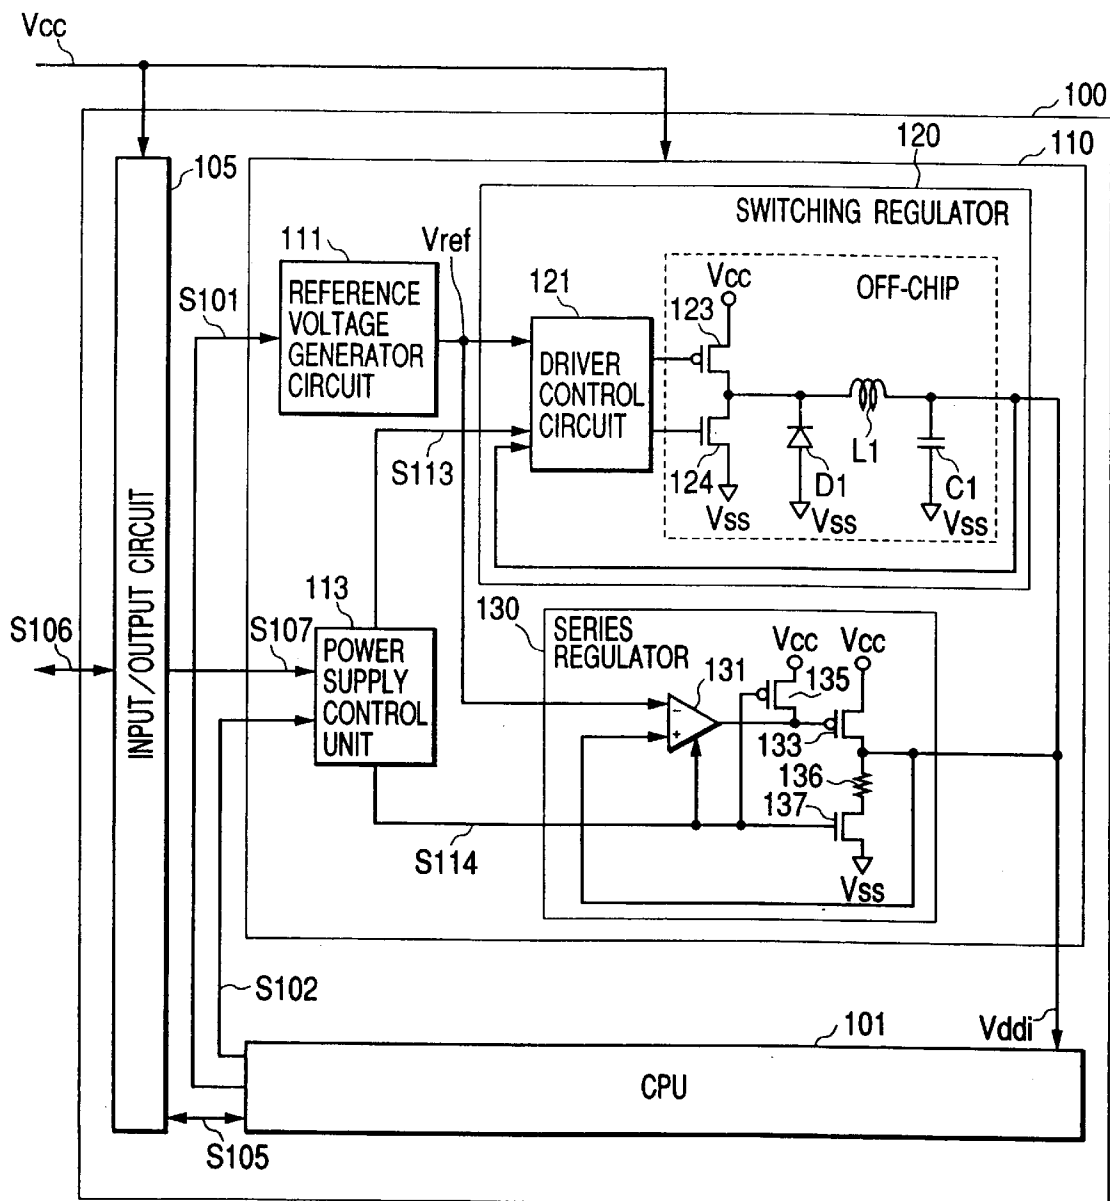 Vcc
100
110
120
105
SWITCHING REGULATOR
111
Vref
S101
REFERENCE
VOLTAGE
GENERATOR
CIRCUIT
121
DRIVER
CONTROL
CIRCUIT
Vcc
OFF-CHIP
123
124
Vss
D1
Vss
L1
C1
Vss
S113
INPUT/OUTPUT CIRCUIT
S106
S107
113
POWER
SUPPLY
CONTROL
UNIT
130
SERIES
REGULATOR
131
-
+
Vcc
Vcc
135
133
136
137
Vss
S114
S102
101
Vddi
CPU
S105